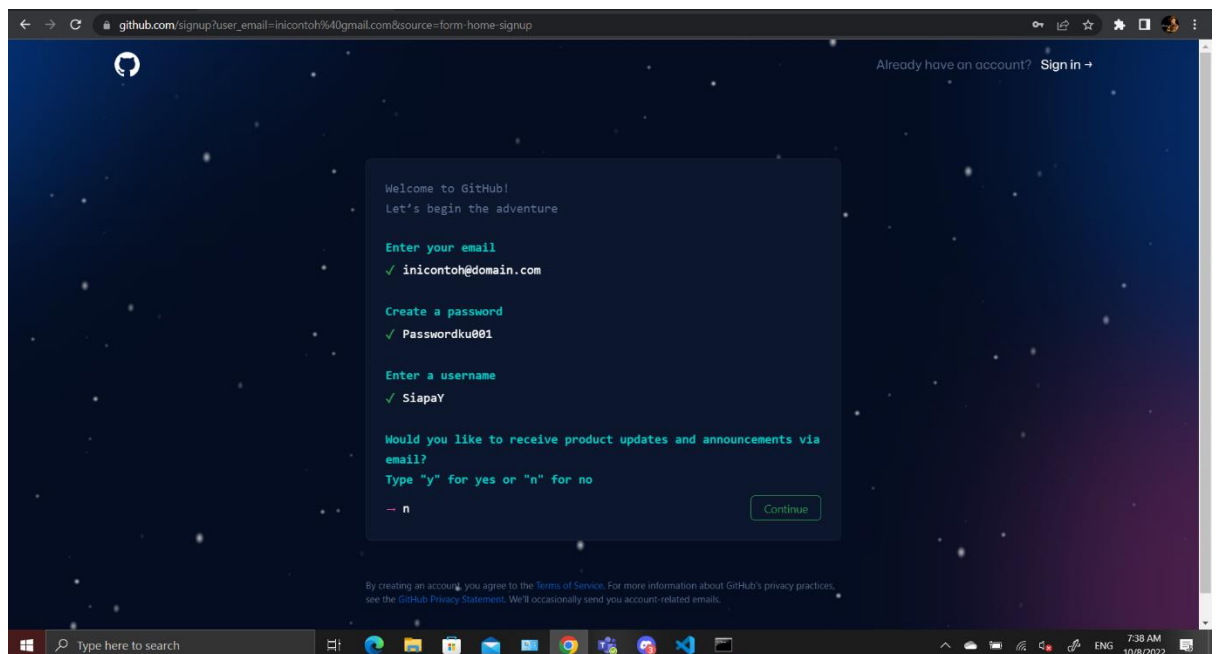 github.com/signup?user_email=inicontoh%40gmail.com&source=form-home-signup
Already have an account? Sign in →
Welcome to GitHub!
Let's begin the adventure
Enter your email
✓ inicontoh@domain.com
Create a password
✓ Passwordku001
Enter a username
✓ SiapaY
Would you like to receive product updates and announcements via
email?
Type "y" for yes or "n" for no
→ n
Continue
By creating an account, you agree to the Terms of Service. For more information about GitHub's privacy practices,
see the GitHub Privacy Statement. We'll occasionally send you account-related emails.
Type here to search
ENG
7:38 AM
10/8/2022